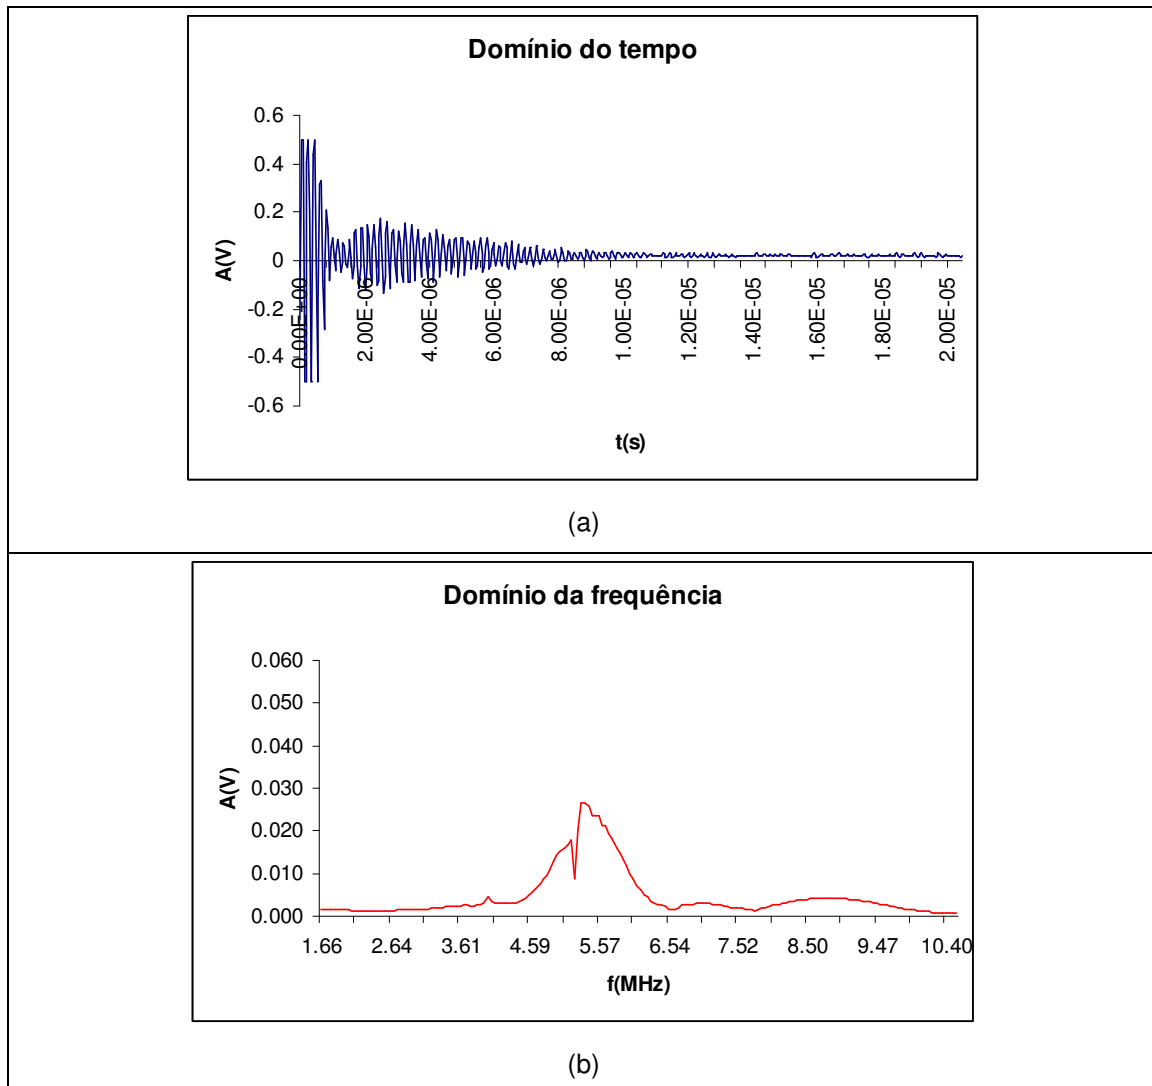 Domínio do tempo
0.6
0.4
0.2
0
-0.2
-0.4
-0.6
A(V)
0.00E+00
2.00E-06
4.00E-06
6.00E-06
8.00E-06
1.00E-05
1.20E-05
1.40E-05
1.60E-05
1.80E-05
2.00E-05
t(s)
(a)
Domínio da frequência
0.060
0.050
0.040
0.030
0.020
0.010
0.000
A(V)
1.66 2.64 3.61 4.59 5.57 6.54 7.52 8.50 9.47 10.40
f(MHz)
(b)